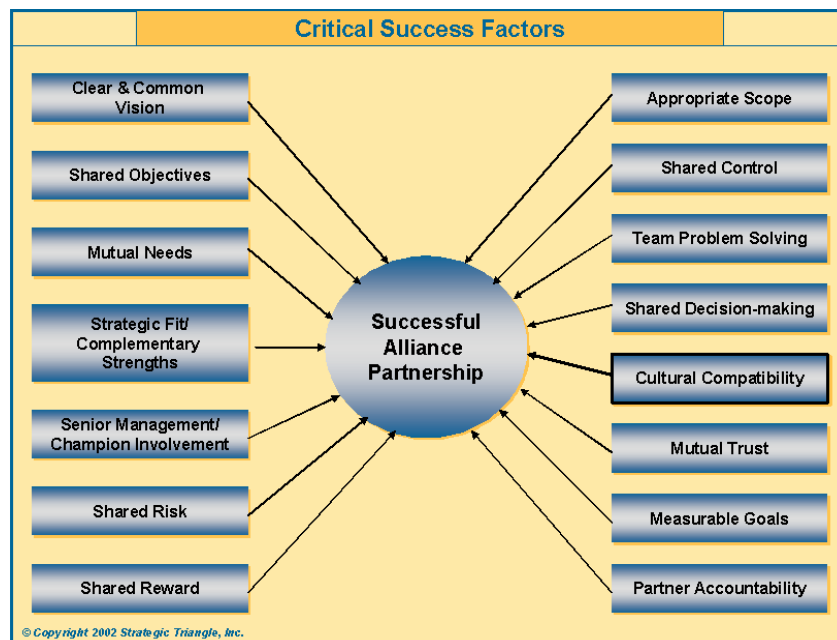 Critical Success Factors
Clear & Common
Vision
Shared Objectives
Mutual Needs
Strategic Fit/
Complementary
Strengths
Senior Management/
Champion Involvement
Shared Risk
Shared Reward
Successful
Alliance
Partnership
Appropriate Scope
Shared Control
Team Problem Solving
Shared Decision-making
Cultural Compatibility
Mutual Trust
Measurable Goals
Partner Accountability
© Copyright 2002 Strategic Triangle, Inc.